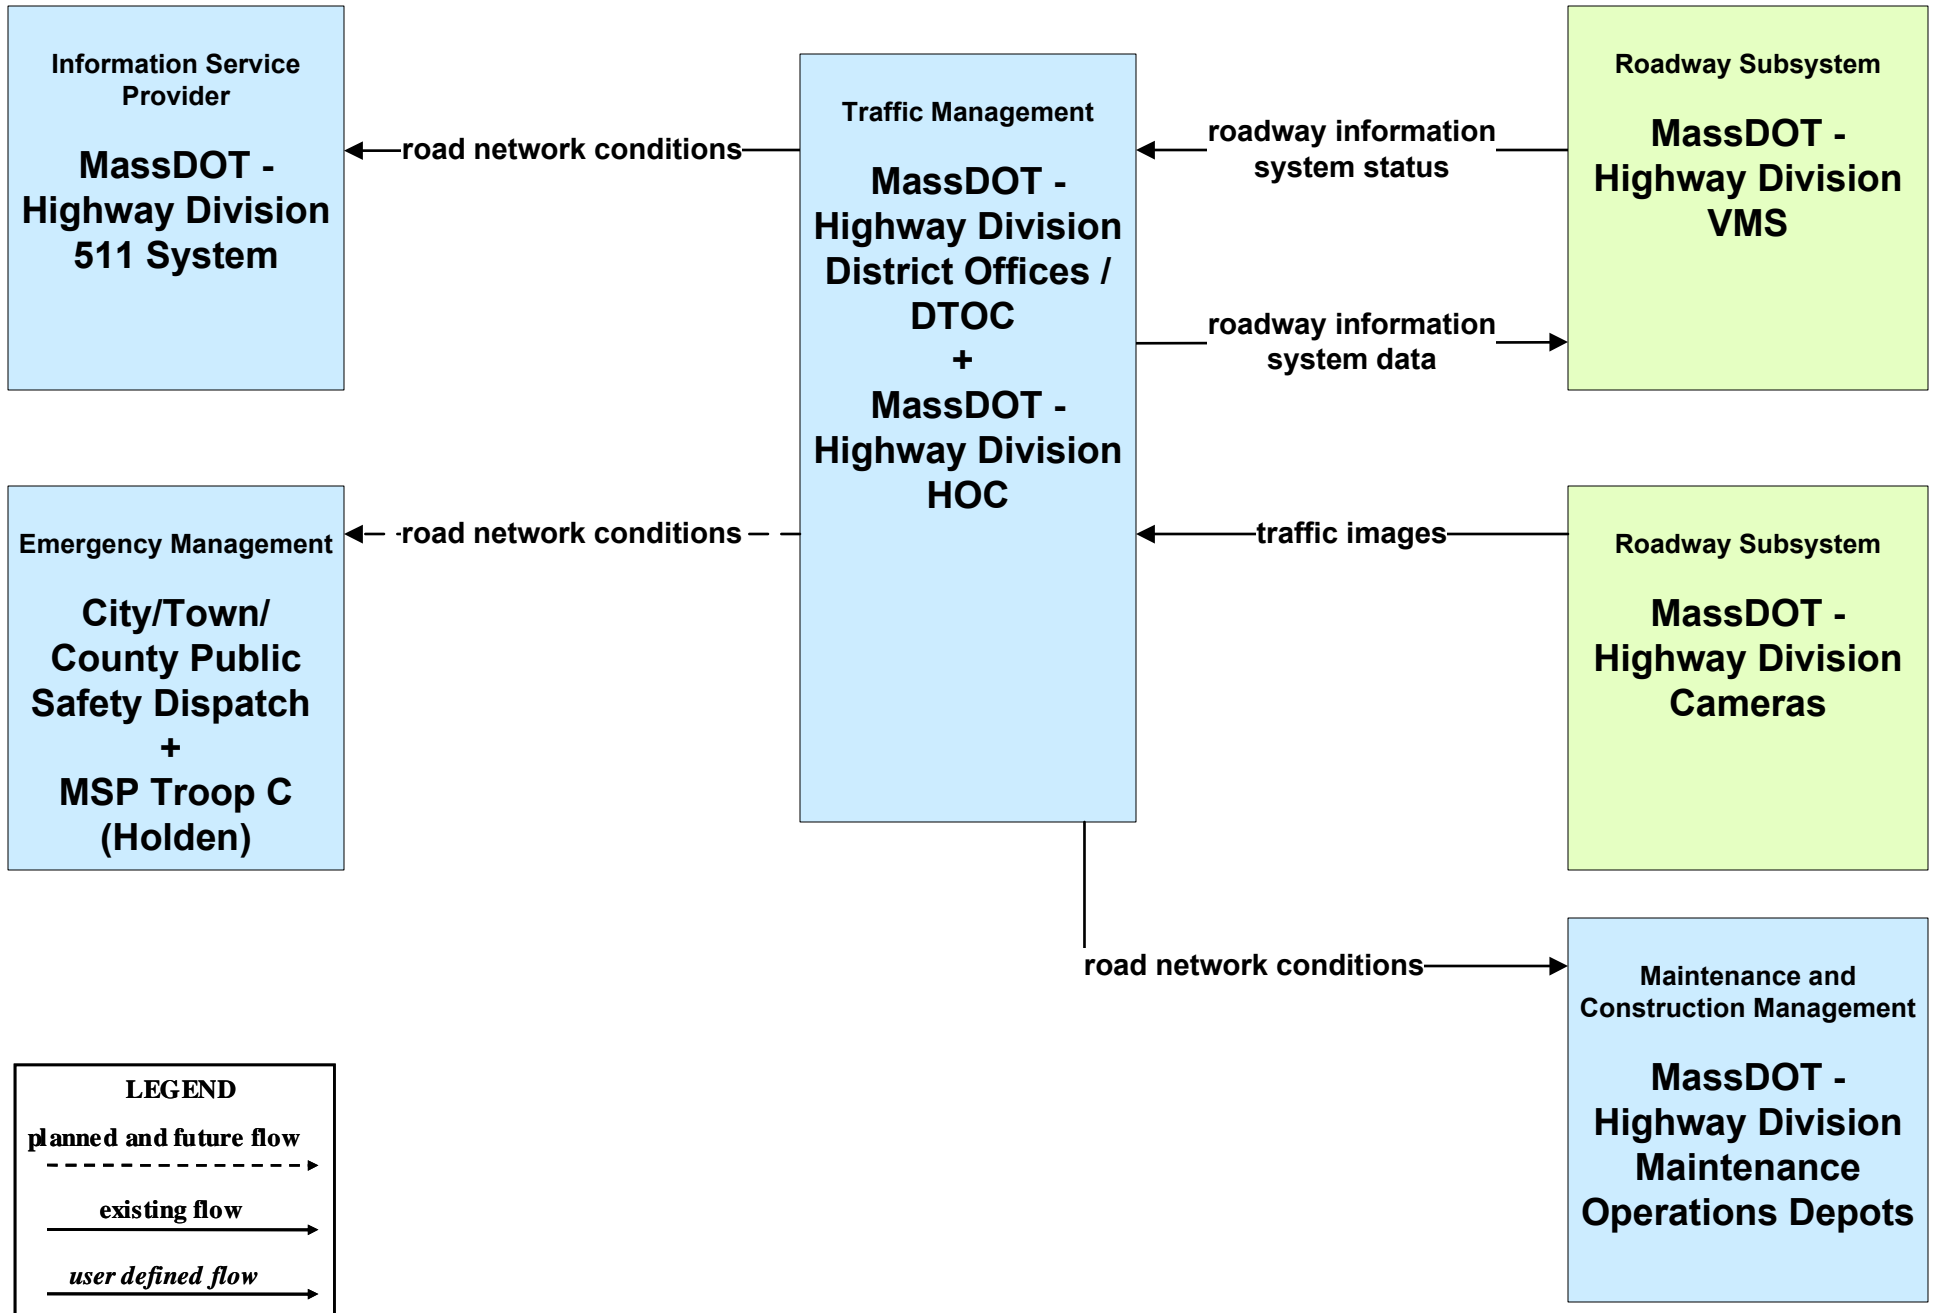 Information Service
Provider
MassDOT -
Highway Division
511 System
road network conditions
Traffic Management
MassDOT -
Highway Division
District Offices /
DTOC
+
MassDOT -
Highway Division
HOC
roadway information
system status
roadway information
system data
Roadway Subsystem
MassDOT -
Highway Division
VMS
Emergency Management
City/Town/
County Public
Safety Dispatch
+
MSP Troop C
(Holden)
road network conditions
traffic images
Roadway Subsystem
MassDOT -
Highway Division
Cameras
road network conditions
Maintenance and
Construction Management
MassDOT -
Highway Division
Maintenance
Operations Depots
LEGEND
planned and future flow
existing flow
user defined flow